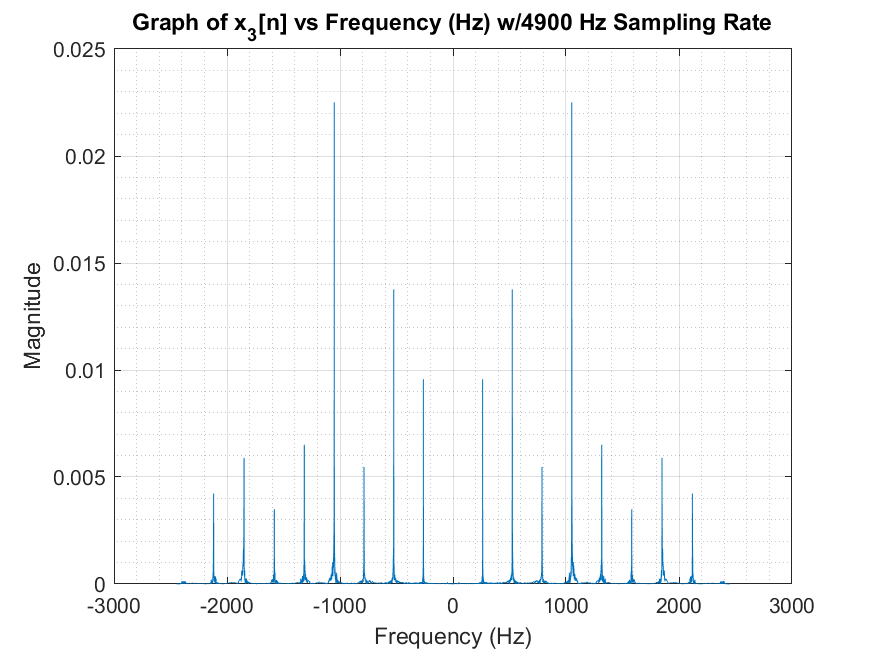 Graph of x3[n] vs Frequency (Hz) w/4900 Hz Sampling Rate
0.025
0.02
0.015
0.01
0.005
0
Magnitude
-3000 -2000 -1000 0 1000 2000 3000
Frequency (Hz)